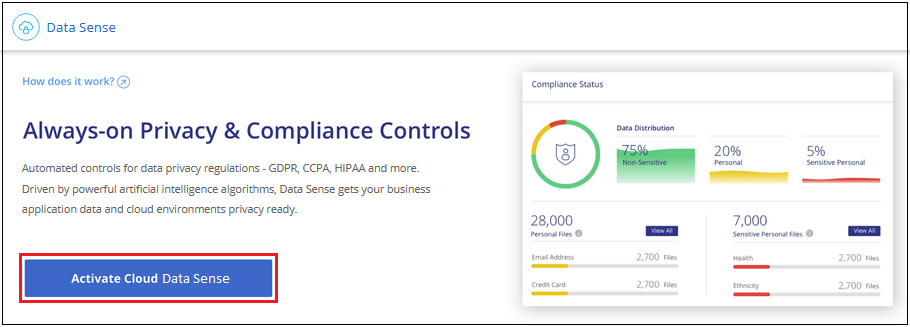 Data Sense
How does it work?
Always-on Privacy & Compliance Controls
Automated controls for data privacy regulations - GDPR, CCPA, HIPAA and more.
Driven by powerful artificial intelligence algorithms, Data Sense gets your business
application data and cloud environments privacy ready.
Activate Cloud Data Sense
Compliance Status
Data Distribution
75%
Non-Sensitive
20%
Personal
5%
Sensitive Personal
28,000
Personal Files
View All
Email Address 2,700 Files
Credit Card 2,700 Files
7,000
Sensitive Personal Files
View All
Health 2,700 Files
Ethnicity 2,700 Files